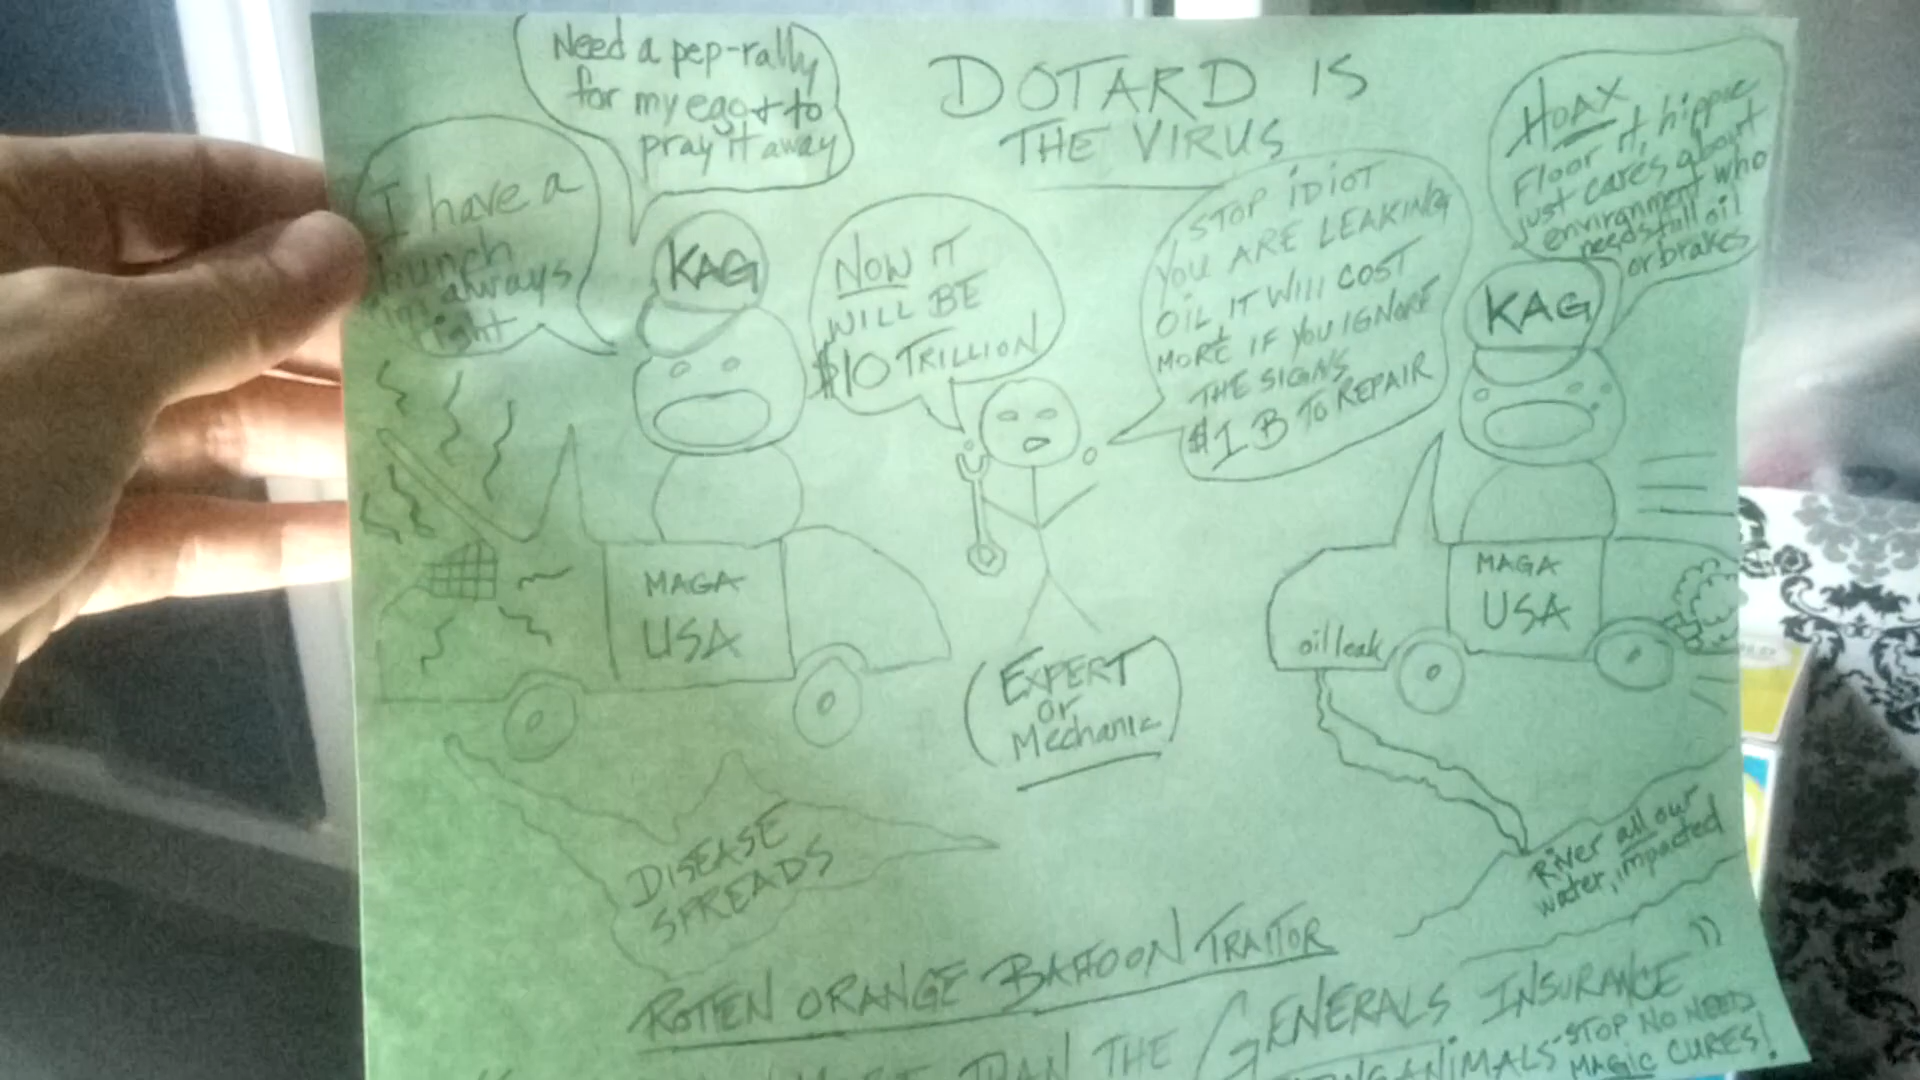 Need a pep-rally
for my ego + to
pray it away
DOTARD IS
THE VIRUS
HOAX
Floor it, hippie
just cares about
environment who
needs full oil
or brakes
I have a
hunch
im always
right
KAG
NOW IT
WILL BE
$10 TRILLION
STOP IDIOT
YOU ARE LEAKING
OIL IT WILL COST
MORE IF YOU IGNORE
THE SIGNS
$1B TO REPAIR
KAG
MAGA
USA
MAGA
USA
oil leak
EXPERT
or
Mechanic
DISEASE
SPREADS
River all our
water, impacted
ROTTEN ORANGE BAFFOON TRAITOR
THAN THE GENERALS INSURANCE
ANIMALS - STOP NO NEED
MAGIC CURES!